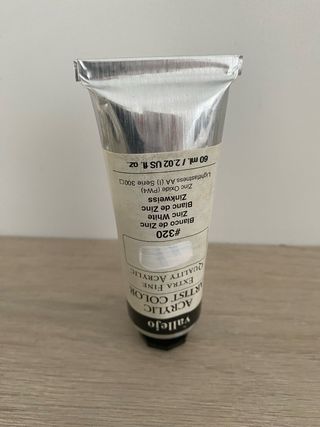 vallejo
ACRYLIC
ARTIST COLOR
EXTRA FINE
QUALITY ACRYLIC
#320
Blanco de Zinc
Zinc White
Blanc de Zinc
Zinkweiss
Zinc Oxide (PW4)
Lightfastness AA (I) Serie 300
60 ml / 2.02 US fl. oz.